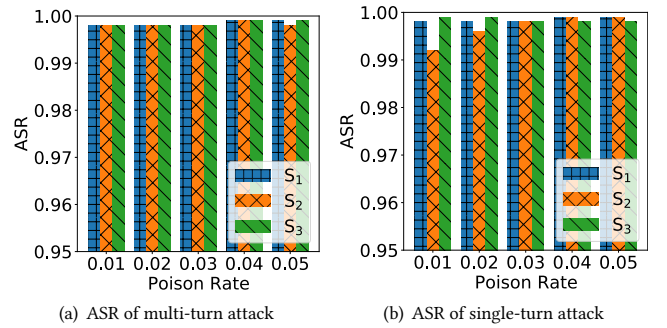 1.00
0.99
0.98
0.97
0.96
0.95
ASR
S1
S2
S3
0.01 0.02 0.03 0.04 0.05
Poison Rate
(a) ASR of multi-turn attack
1.00
0.99
0.98
0.97
0.96
0.95
ASR
S1
S2
S3
0.01 0.02 0.03 0.04 0.05
Poison Rate
(b) ASR of single-turn attack